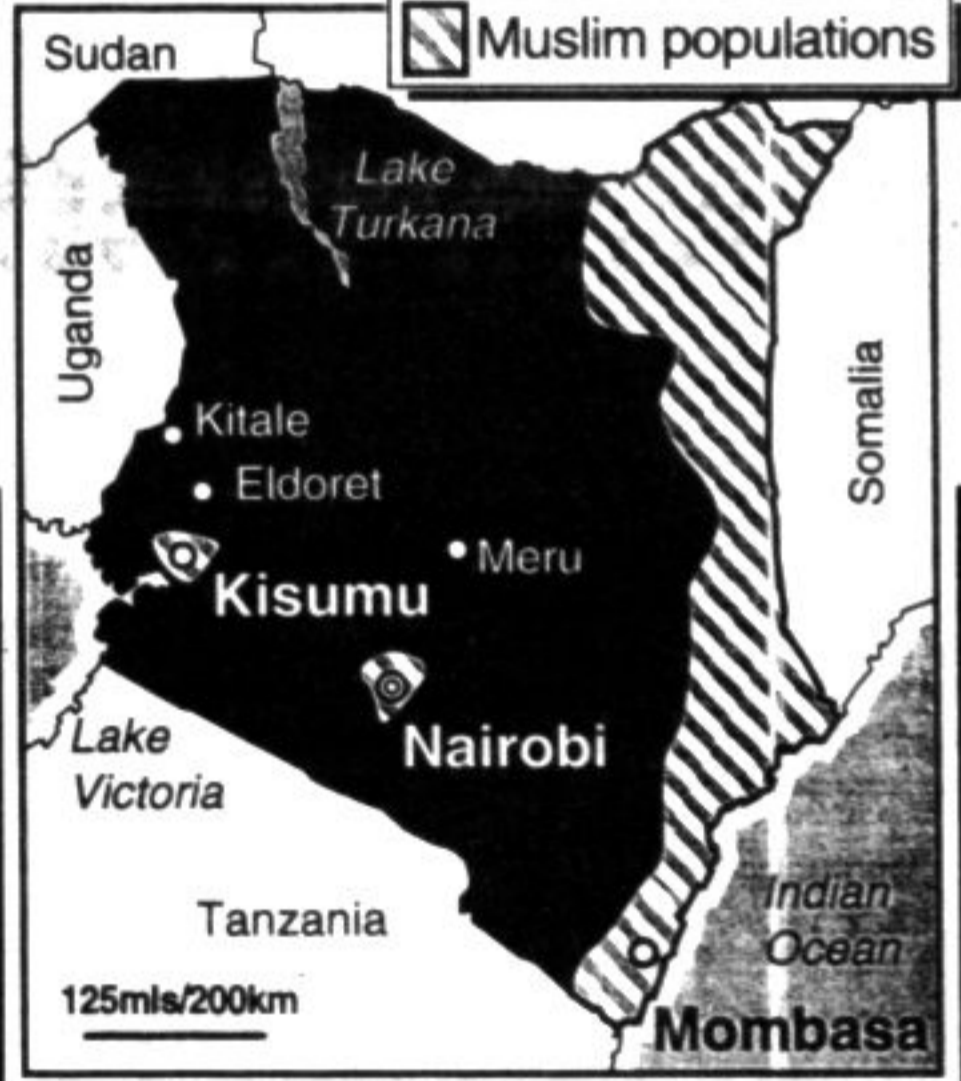 Muslim populations
Sudan
Lake
Turkana
Uganda
Somalia
Kitale
Eldoret
Meru
Kisumu
Nairobi
Lake
Victoria
Tanzania
Indian
Ocean
125mls/200km
Mombasa